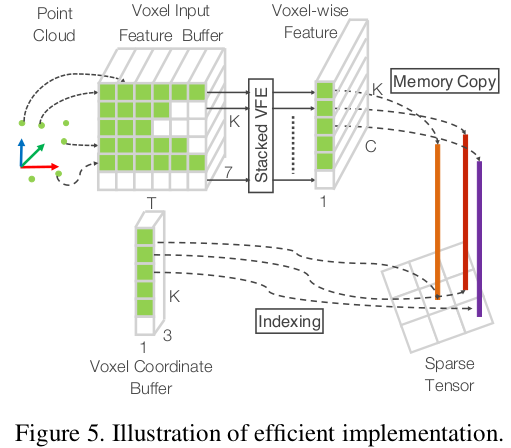 Point
Cloud
Voxel Input
Feature Buffer
Voxel-wise
Feature
K
7
T
Stacked VFE
K
C
1
Memory Copy
K
3
1
Voxel Coordinate
Buffer
Indexing
Sparse
Tensor
Figure 5. Illustration of efficient implementation.